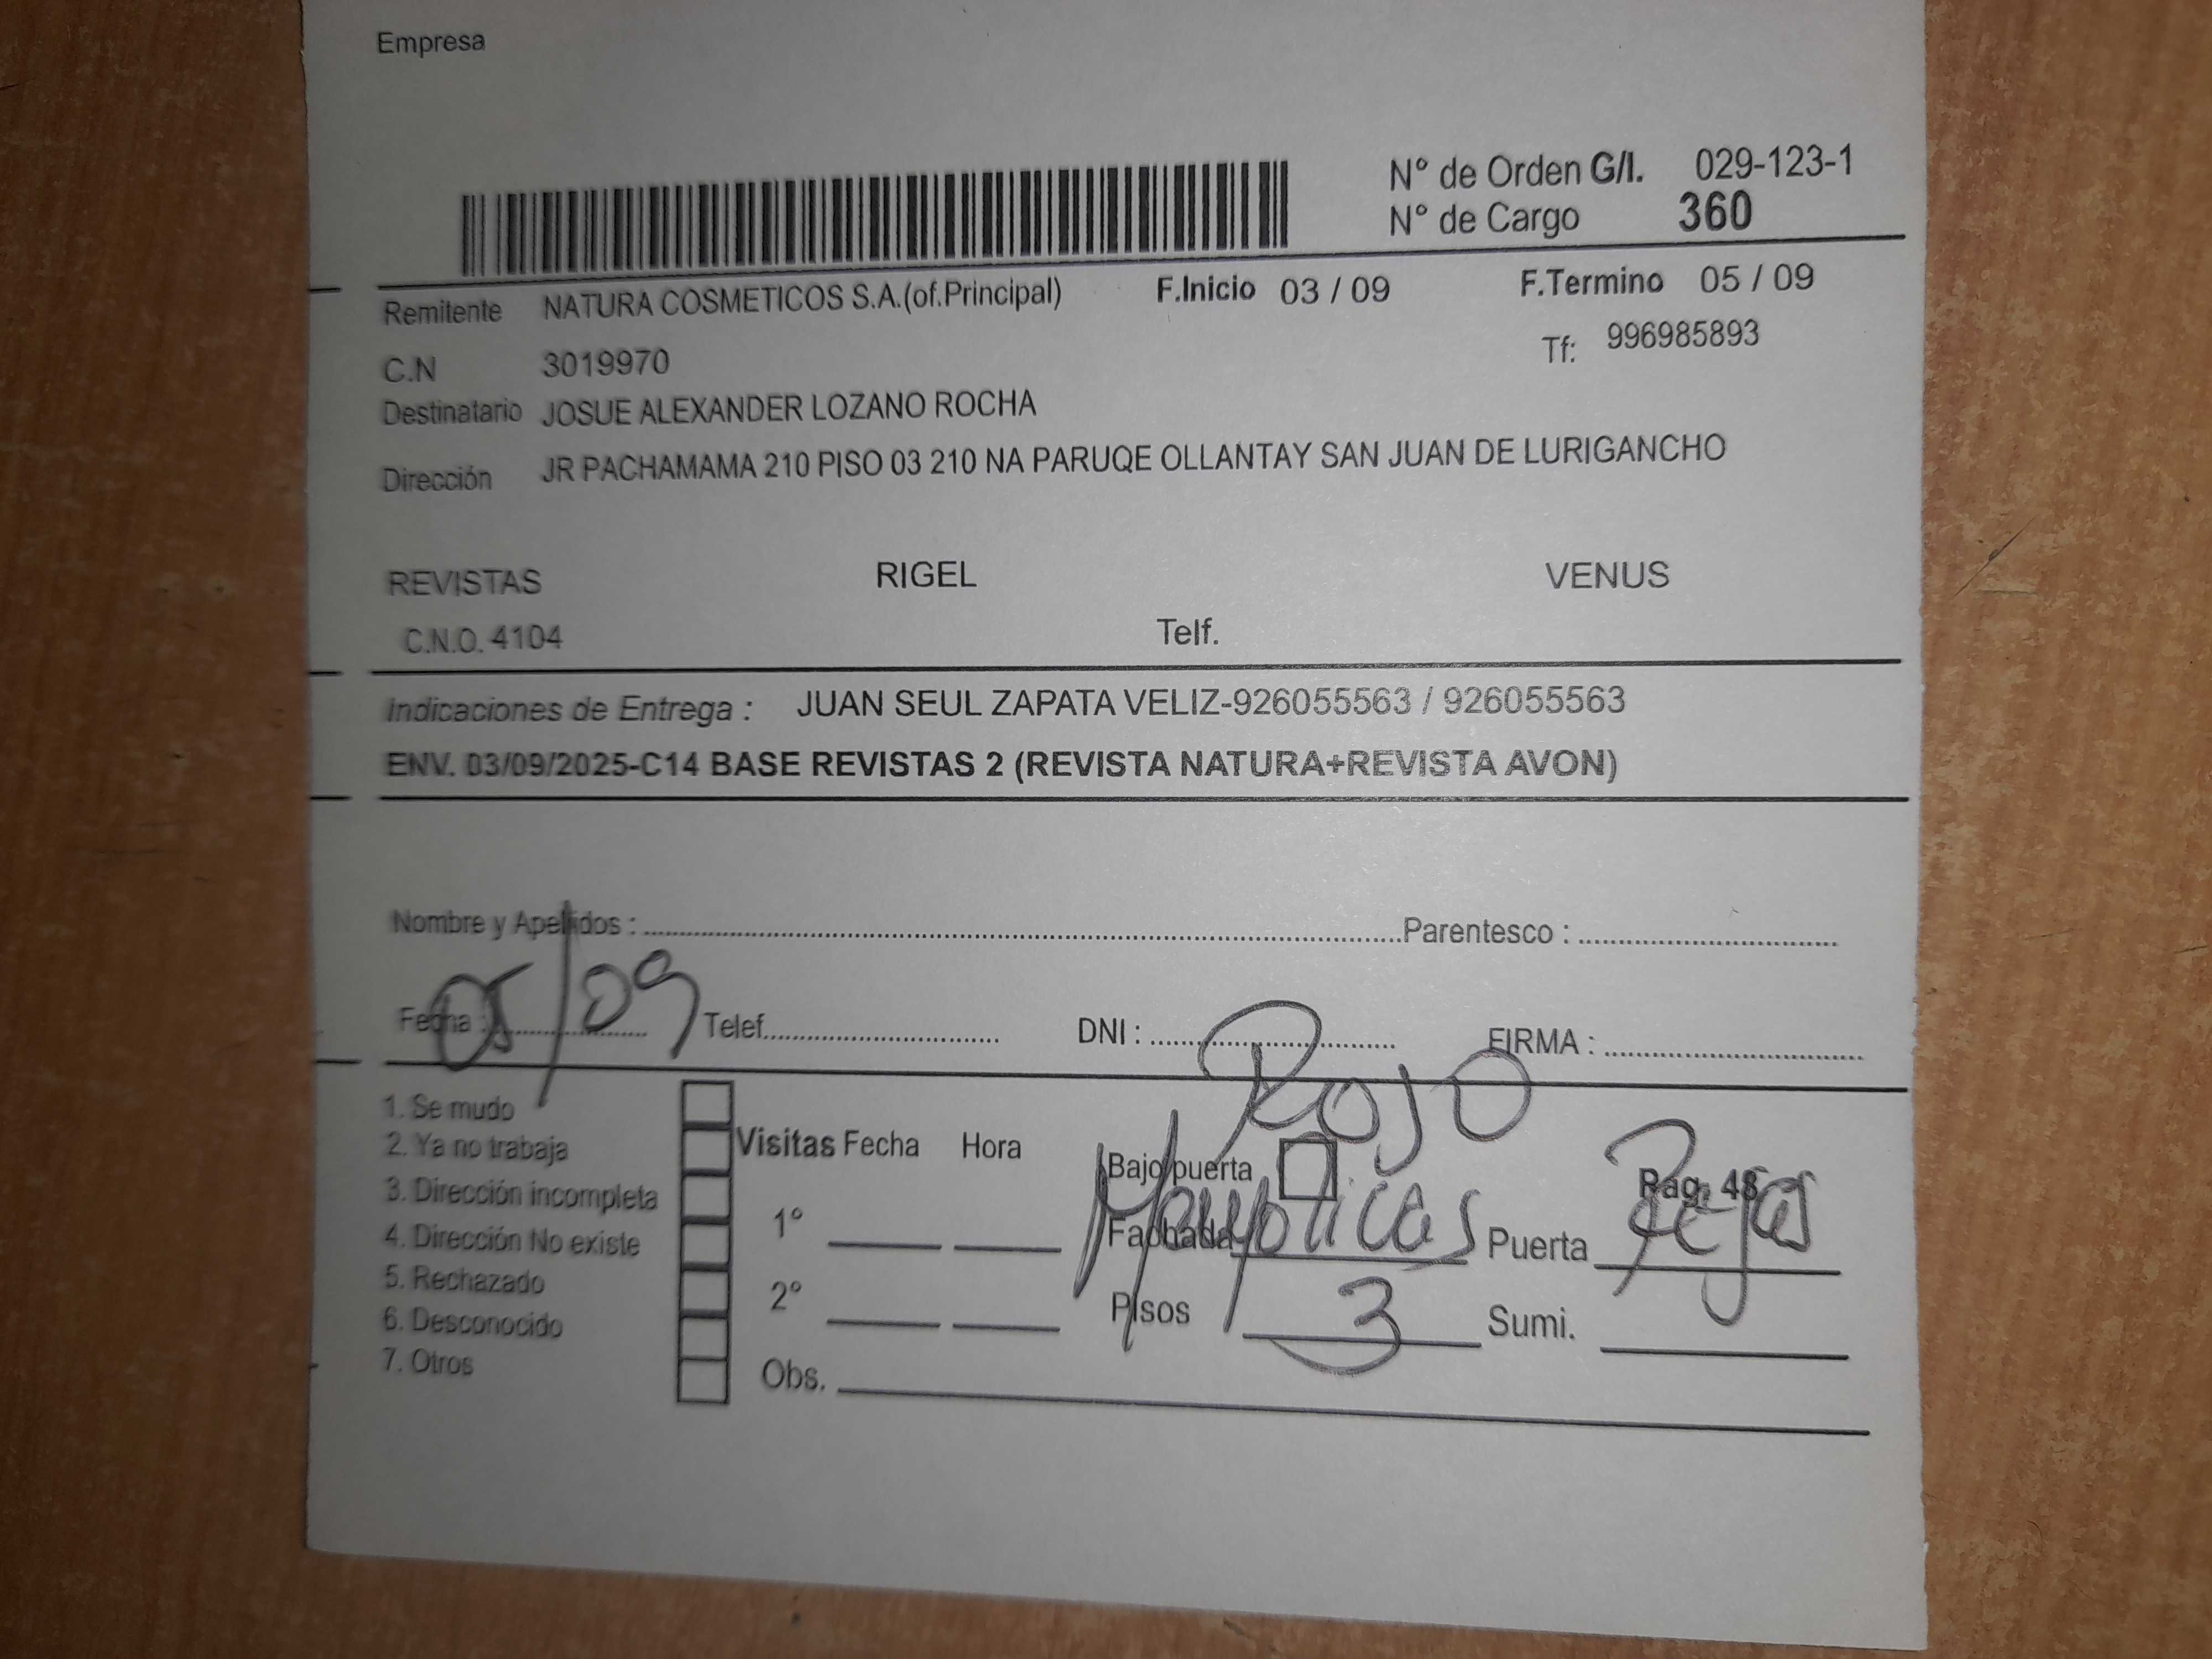 Empresa
N° de Orden G/I. 029-123-1
N° de Cargo 360
Remitente NATURA COSMETICOS S.A.(of.Principal) F.Inicio 03 / 09 F.Termino 05 / 09
C.N 3019970 Tf: 996985893
Destinatario JOSUE ALEXANDER LOZANO ROCHA
Dirección JR PACHAMAMA 210 PISO 03 210 NA PARUQE OLLANTAY SAN JUAN DE LURIGANCHO
REVISTAS RIGEL VENUS
C.N.O. 4104 Telf.
Indicaciones de Entrega : JUAN SEUL ZAPATA VELIZ-926055563 / 926055563
ENV. 03/09/2025-C14 BASE REVISTAS 2 (REVISTA NATURA+REVISTA AVON)
Nombre y Apellidos : Parentesco :
Fecha : 05/09 Telef. DNI : FIRMA :
Rojo
1. Se mudo
2. Ya no trabaja
3. Dirección incompleta
4. Dirección No existe
5. Rechazado
6. Desconocido
7. Otros
Visitas Fecha Hora
1°
2°
Obs.
Bajo puerta Pag. 48
Fachada Mayolicas Puerta Rejas
Pisos 3 Sumi.